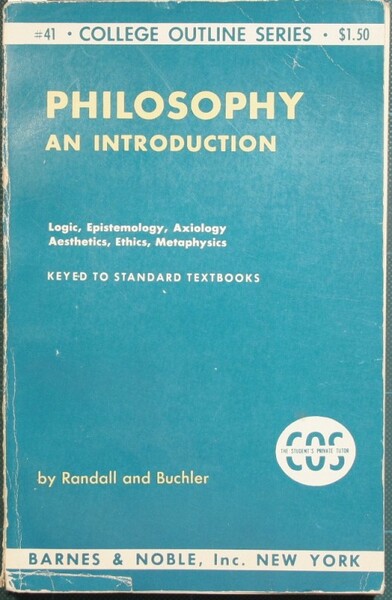 #41 • COLLEGE OUTLINE SERIES • $1.50
PHILOSOPHY
AN INTRODUCTION
Logic, Epistemology, Axiology
Aesthetics, Ethics, Metaphysics
KEYED TO STANDARD TEXTBOOKS
COS
THE STUDENT'S PRIVATE TUTOR
by Randall and Buchler
BARNES & NOBLE, Inc. NEW YORK